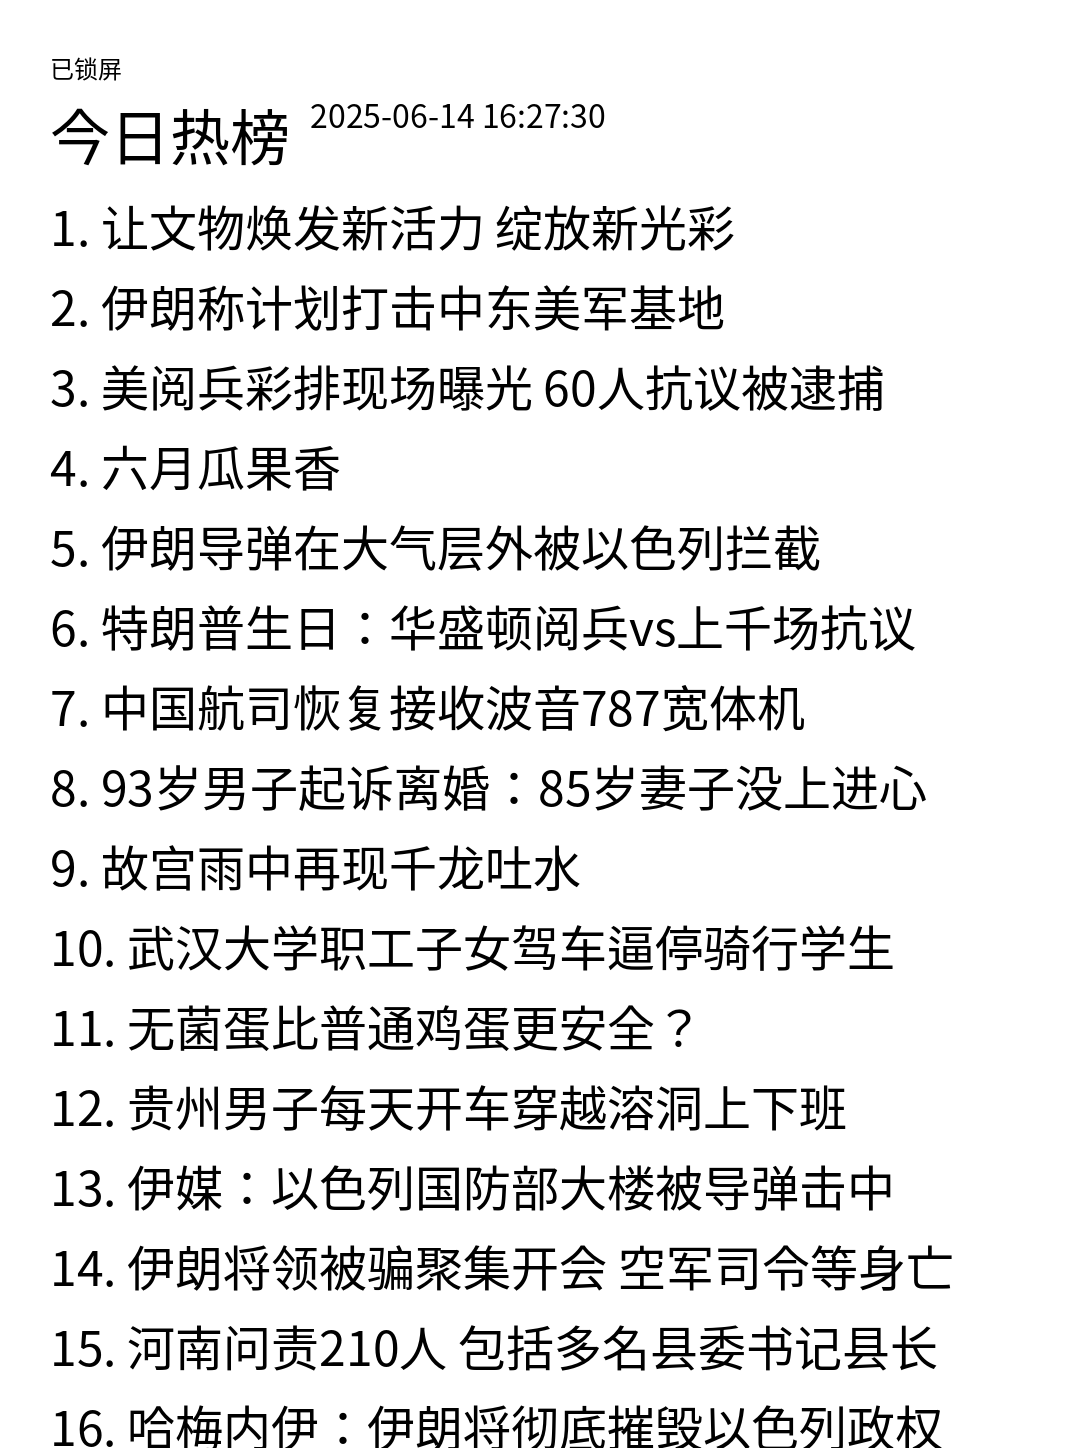 已锁屏
今日热榜 2025-06-14 16:27:30
1. 让文物焕发新活力 绽放新光彩
2. 伊朗称计划打击中东美军基地
3. 美阅兵彩排现场曝光 60人抗议被逮捕
4. 六月瓜果香
5. 伊朗导弹在大气层外被以色列拦截
6. 特朗普生日：华盛顿阅兵vs上千场抗议
7. 中国航司恢复接收波音787宽体机
8. 93岁男子起诉离婚：85岁妻子没上进心
9. 故宫雨中再现千龙吐水
10. 武汉大学职工子女驾车逼停骑行学生
11. 无菌蛋比普通鸡蛋更安全？
12. 贵州男子每天开车穿越溶洞上下班
13. 伊媒：以色列国防部大楼被导弹击中
14. 伊朗将领被骗聚集开会 空军司令等身亡
15. 河南问责210人 包括多名县委书记县长
16. 哈梅内伊：伊朗将彻底摧毁以色列政权